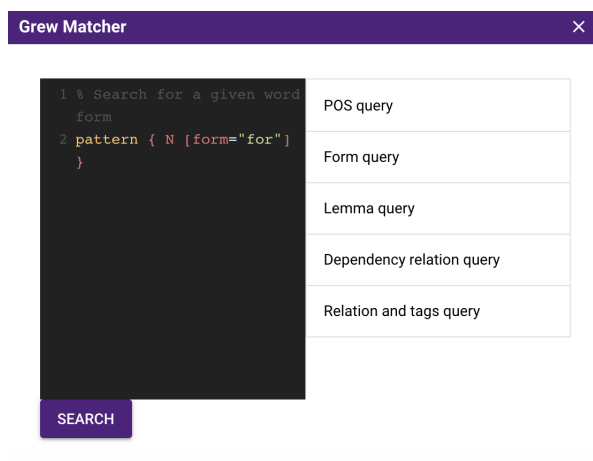 Grew Matcher
1 % Search for a given word
form
2 pattern { N [form="for"]
}
POS query
Form query
Lemma query
Dependency relation query
Relation and tags query
SEARCH